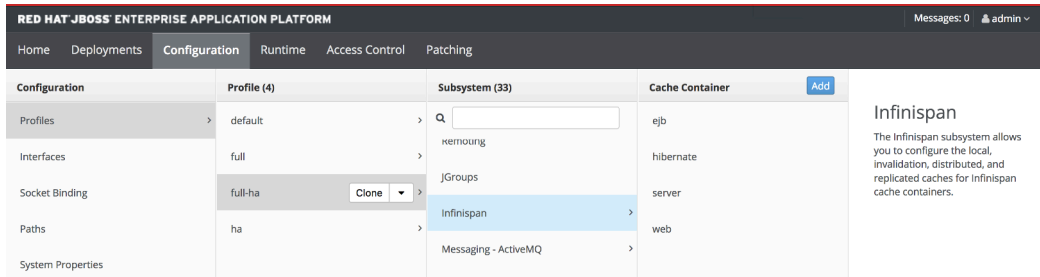 RED HAT JBOSS ENTERPRISE APPLICATION PLATFORM
Messages: 0 admin
Home Deployments Configuration Runtime Access Control Patching
Configuration
Profiles
Interfaces
Socket Binding
Paths
System Properties
Profile (4)
default
full
full-ha Clone
ha
Subsystem (33)
Remoting
JGroups
Infinispan
Messaging - ActiveMQ
Cache Container Add
ejb
hibernate
server
web
Infinispan
The Infinispan subsystem allows
you to configure the local,
invalidation, distributed, and
replicated caches for Infinispan
cache containers.